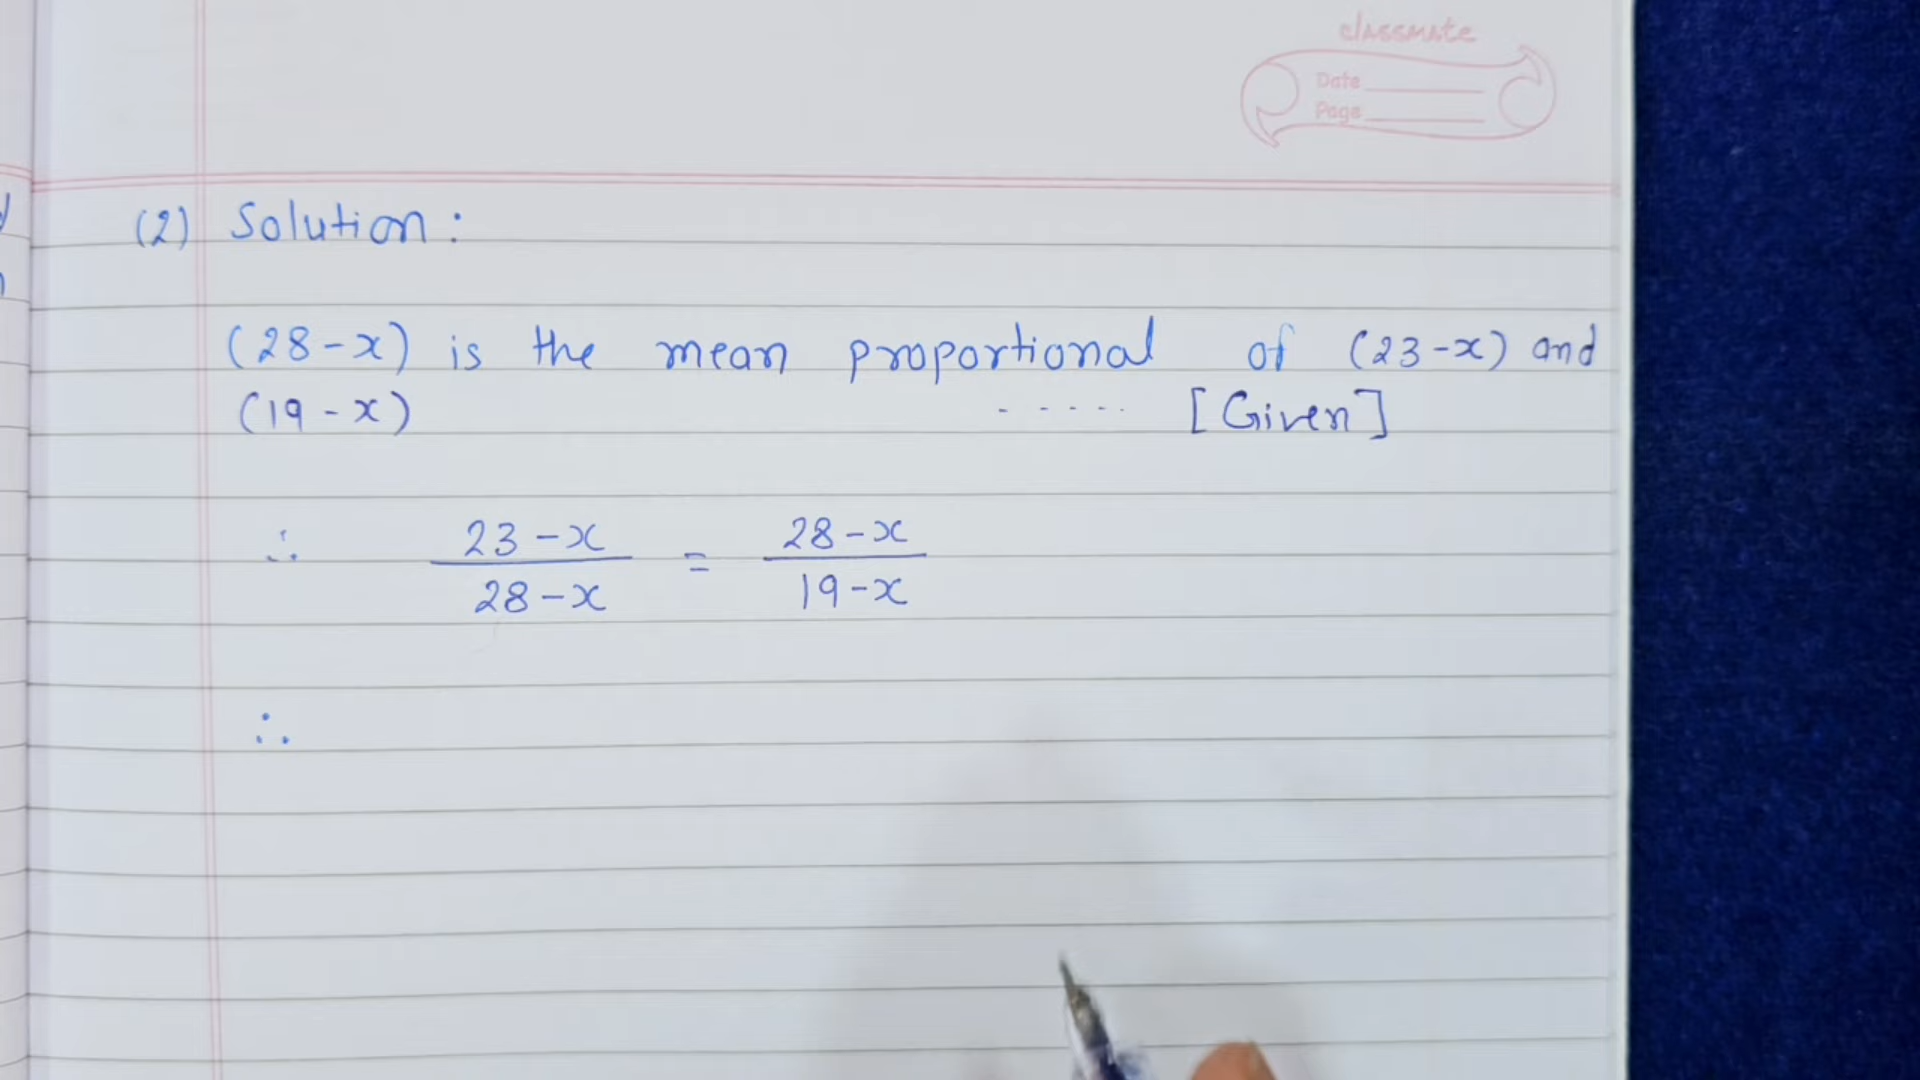 classmate
Date
Page
(2) Solution:
(28-x) is the mean proportional of (23-x) and
(19-x) ..... [Given]
∴ 23-x / 28-x = 28-x / 19-x
∴